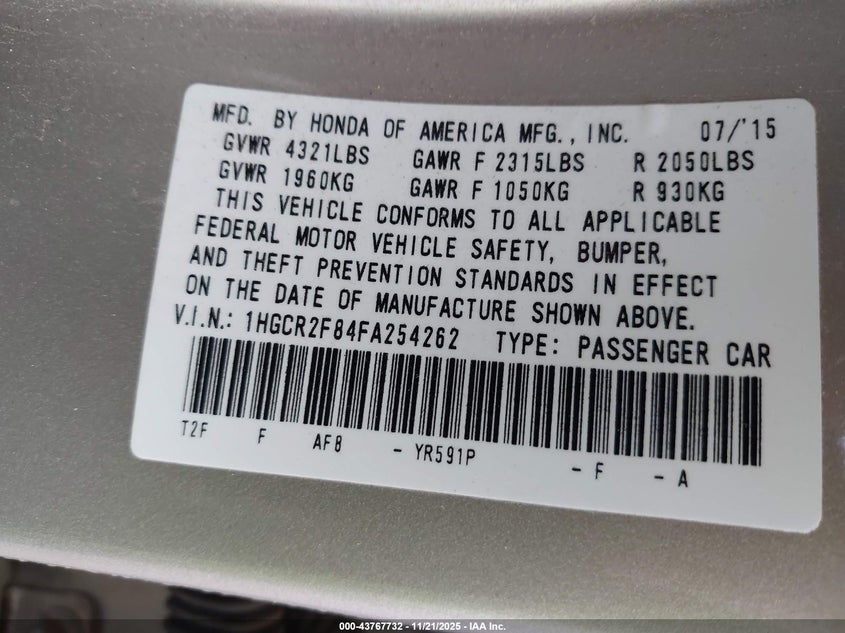 MFD. BY HONDA OF AMERICA MFG., INC. 07/'15
GVWR 4321LBS GAWR F 2315LBS R 2050LBS
GVWR 1960KG GAWR F 1050KG R 930KG
THIS VEHICLE CONFORMS TO ALL APPLICABLE
FEDERAL MOTOR VEHICLE SAFETY, BUMPER,
AND THEFT PREVENTION STANDARDS IN EFFECT
ON THE DATE OF MANUFACTURE SHOWN ABOVE.
V.I.N.: 1HGCR2F84FA254262 TYPE: PASSENGER CAR
T2F F AF8 - YR591P - F - A
000-43767732 - 11/21/2025 - IAA Inc.